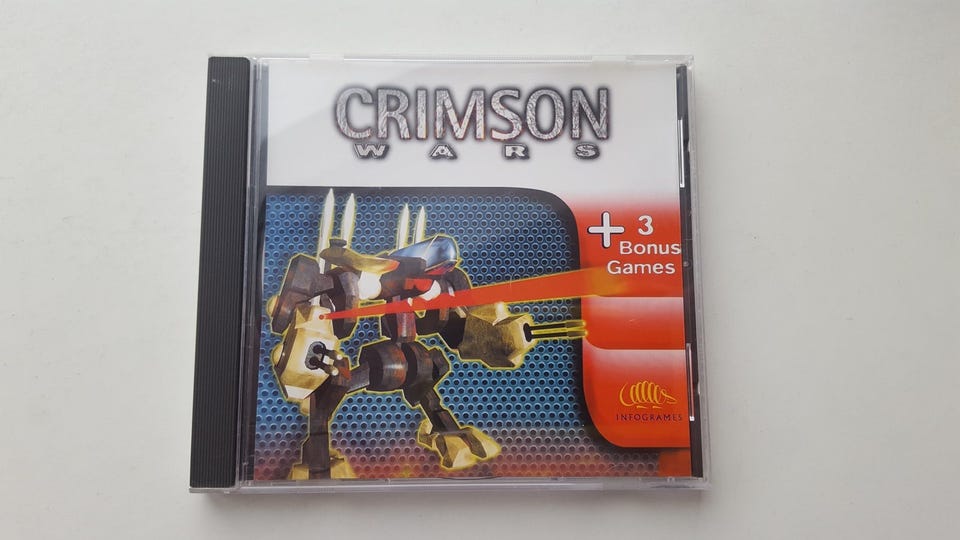 CRIMSON
WARS
+ 3
Bonus
Games
INFOGRAMES